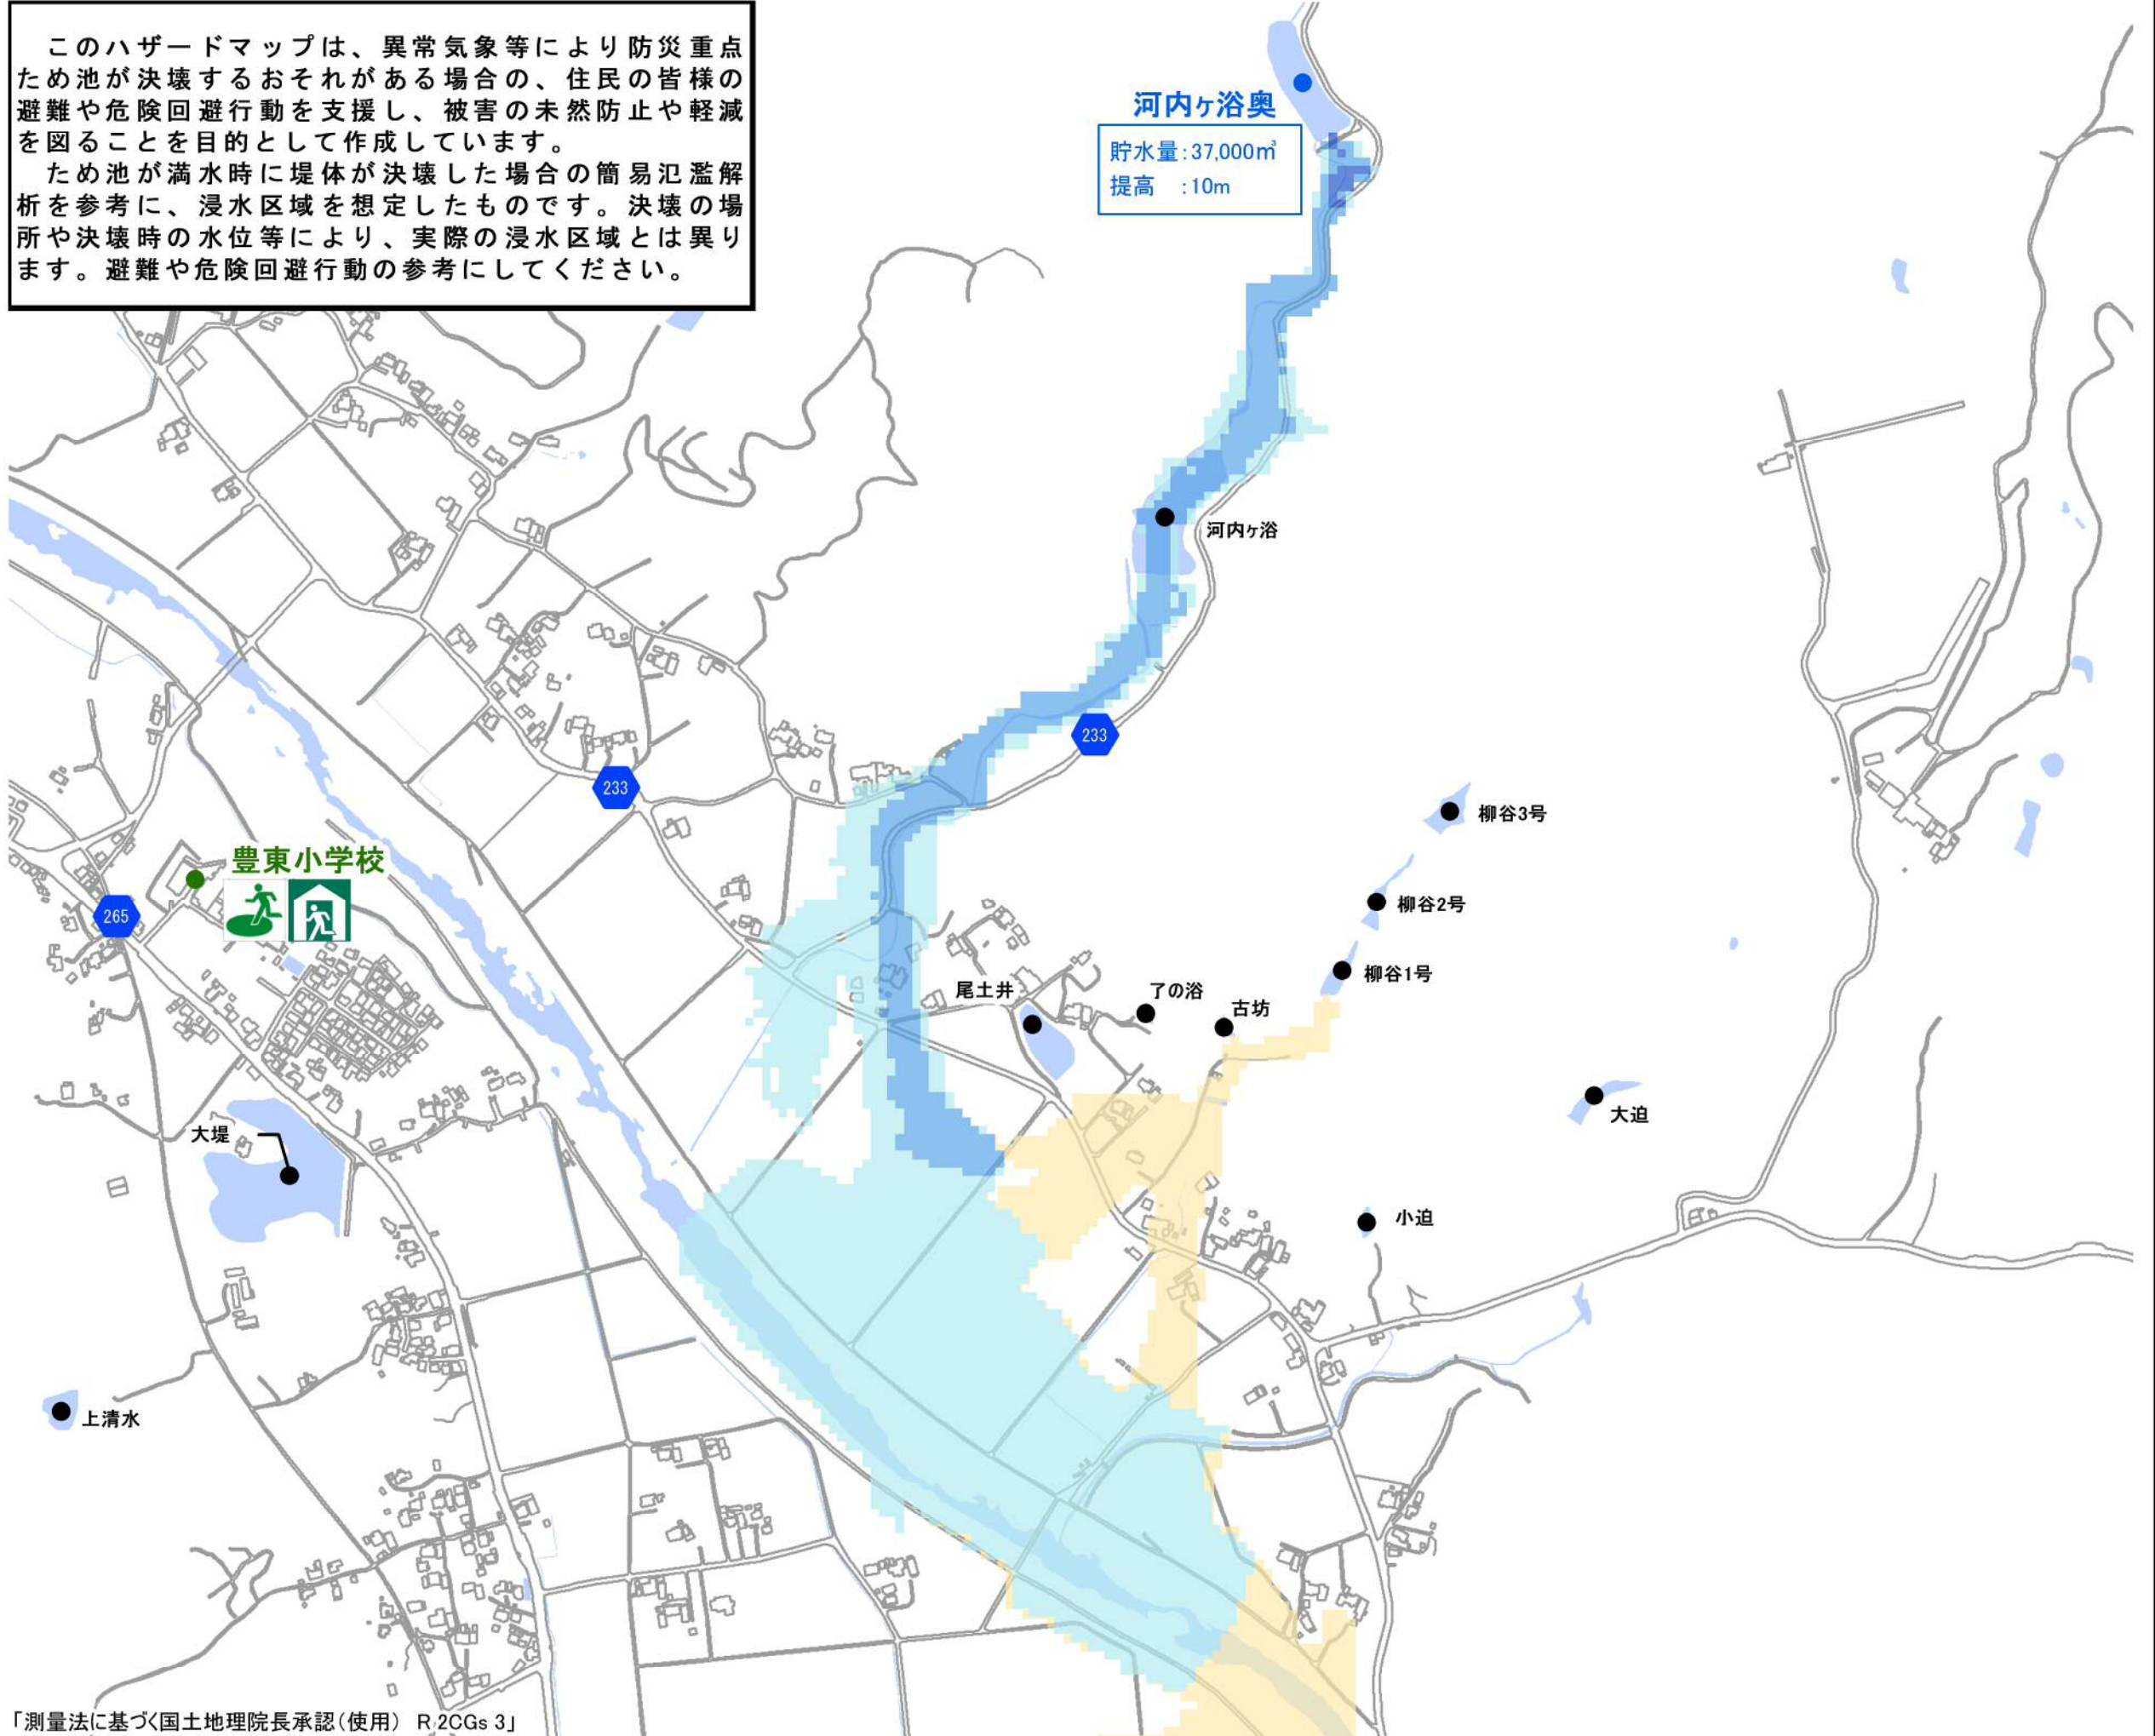 このハザードマップは、異常気象等により防災重点
ため池が決壊するおそれがある場合の、住民の皆様の
避難や危険回避行動を支援し、被害の未然防止や軽減
を図ることを目的として作成しています。
ため池が満水時に堤体が決壊した場合の簡易氾濫解
析を参考に、浸水区域を想定したものです。決壊の場
所や決壊時の水位等により、実際の浸水区域とは異り
ます。避難や危険回避行動の参考にしてください。
河内ヶ浴奥
貯水量:37,000㎥
提高 :10m
河内ヶ浴
233
233
柳谷3号
豊東小学校
柳谷2号
265
柳谷1号
尾土井
了の浴
古坊
大迫
大堤
小迫
上清水
「測量法に基づく国土地理院長承認(使用) R 2CGs 3」